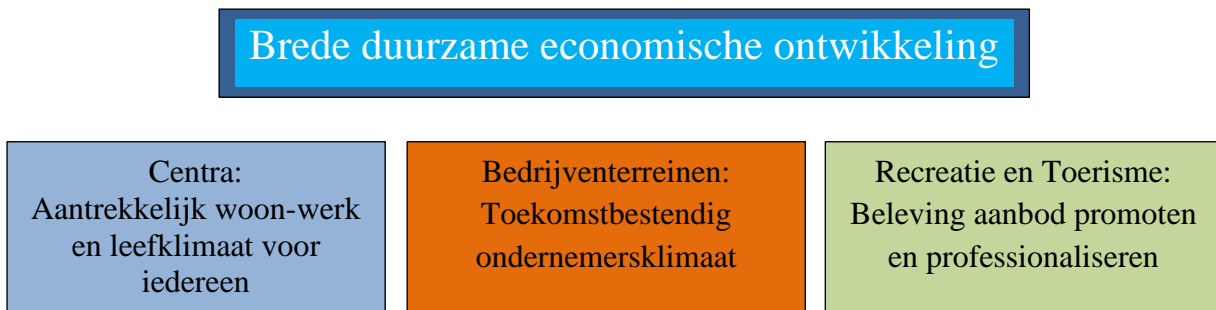 Brede duurzame economische ontwikkeling
Centra:
Aantrekkelijk woon-werk
en leefklimaat voor
iedereen
Bedrijventerreinen:
Toekomstbestendig
ondernemersklimaat
Recreatie en Toerisme:
Beleving aanbod promoten
en professionaliseren